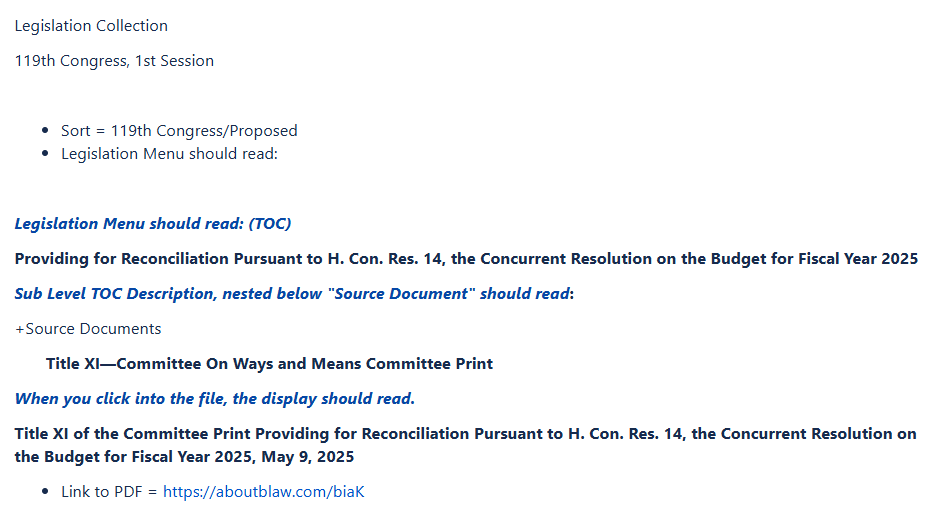 Legislation Collection
119th Congress, 1st Session
• Sort = 119th Congress/Proposed
• Legislation Menu should read:
Legislation Menu should read: (TOC)
Providing for Reconciliation Pursuant to H. Con. Res. 14, the Concurrent Resolution on the Budget for Fiscal Year 2025
Sub Level TOC Description, nested below "Source Document" should read:
+Source Documents
Title XI—Committee On Ways and Means Committee Print
When you click into the file, the display should read.
Title XI of the Committee Print Providing for Reconciliation Pursuant to H. Con. Res. 14, the Concurrent Resolution on
the Budget for Fiscal Year 2025, May 9, 2025
• Link to PDF = https://aboutblaw.com/biaK